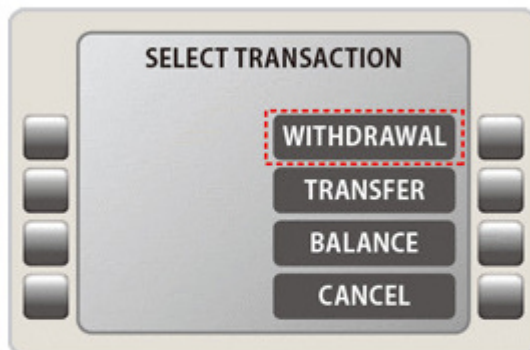 SELECT TRANSACTION
WITHDRAWAL
TRANSFER
BALANCE
CANCEL